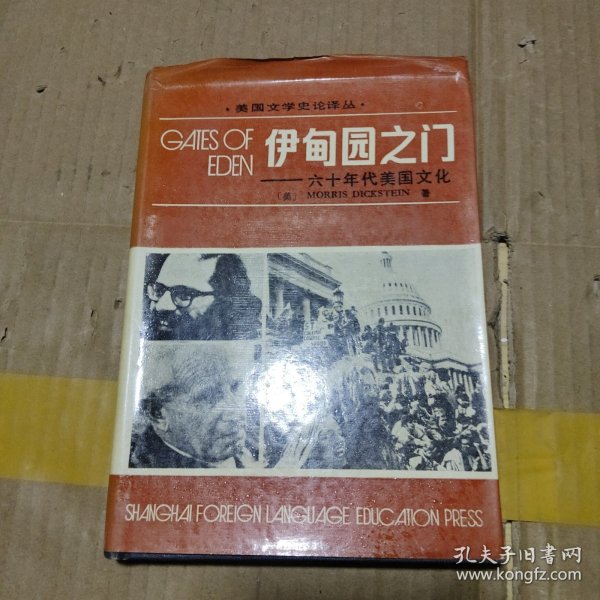 ·美国文学史论译丛·
GATES OF
EDEN
伊甸园之门
——六十年代美国文化
〔美〕 MORRIS DICKSTEIN 著
SHANGHAI FOREIGN LANGUAGE EDUCATION PRESS
孔夫子旧书网
www.kongfz.com